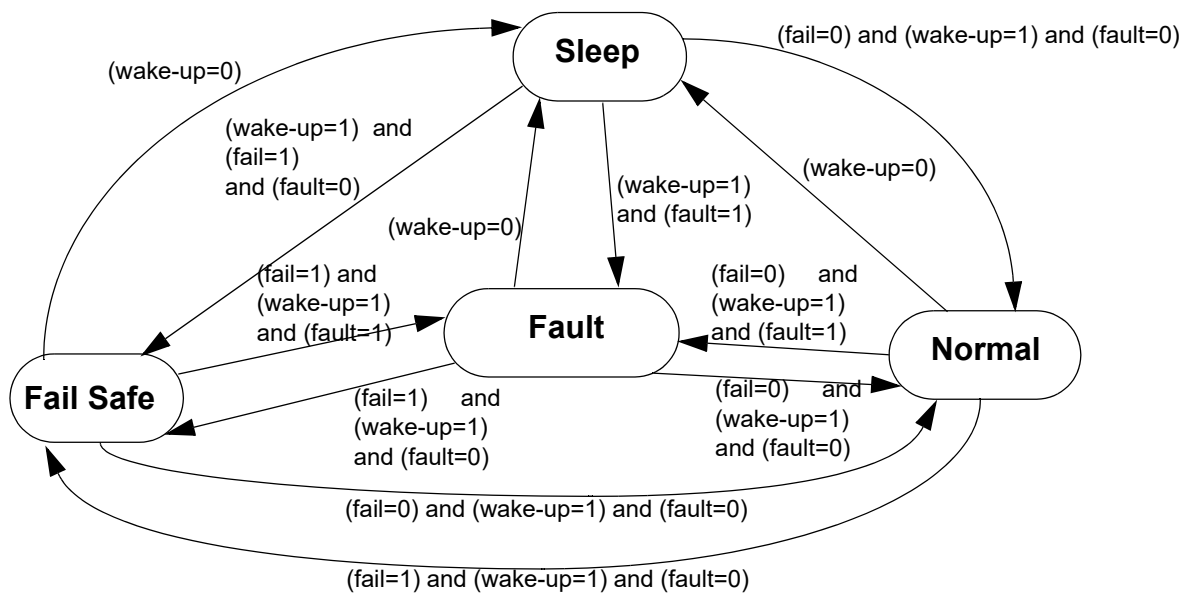 Sleep
(fail=0) and (wake-up=1) and (fault=0)
(wake-up=0)
(wake-up=1) and
(fail=1)
and (fault=0)
(wake-up=0)
(wake-up=1)
and (fault=1)
(wake-up=0)
(fail=1) and
(wake-up=1)
and (fault=1)
(fail=0) and
(wake-up=1)
and (fault=1)
Fault
Normal
Fail Safe
(fail=1) and
(wake-up=1)
and (fault=0)
(fail=0) and
(wake-up=1)
and (fault=0)
(fail=0) and (wake-up=1) and (fault=0)
(fail=1) and (wake-up=1) and (fault=0)